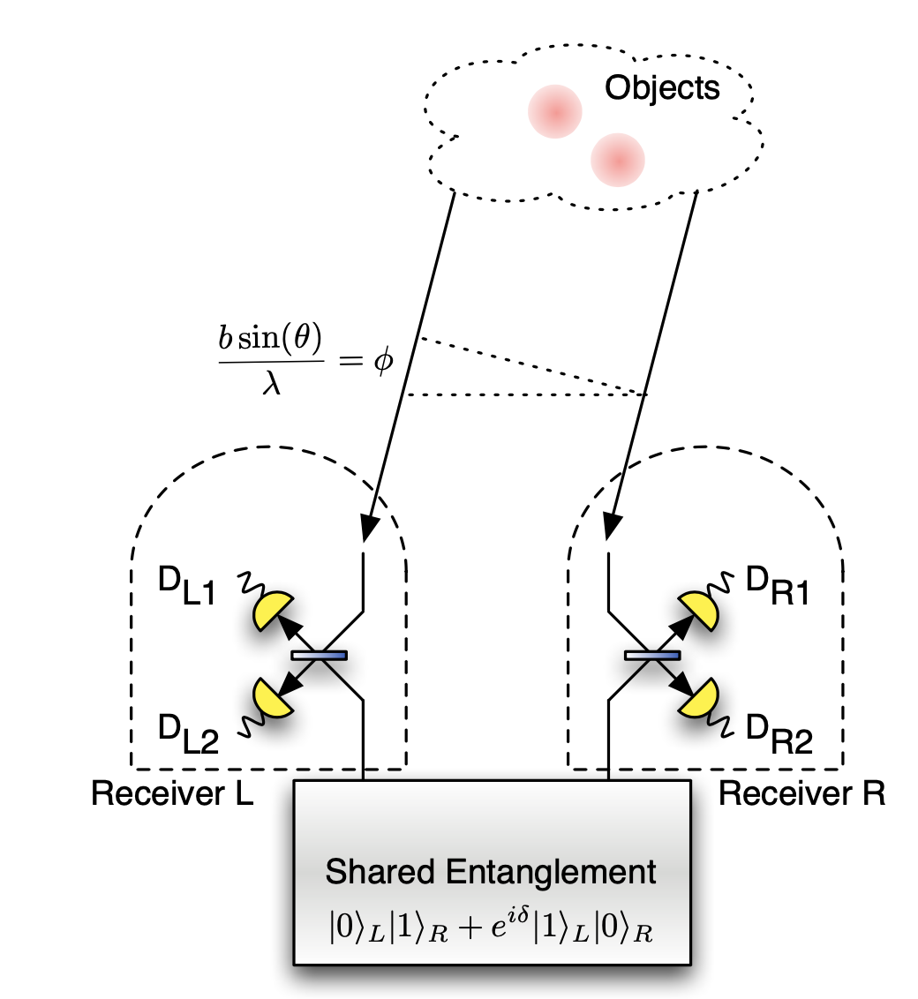 Objects
b sin(θ)/λ = ϕ
D_L1
D_R1
D_L2
D_R2
Receiver L
Receiver R
Shared Entanglement
|0⟩_L|1⟩_R + e^{iδ}|1⟩_L|0⟩_R